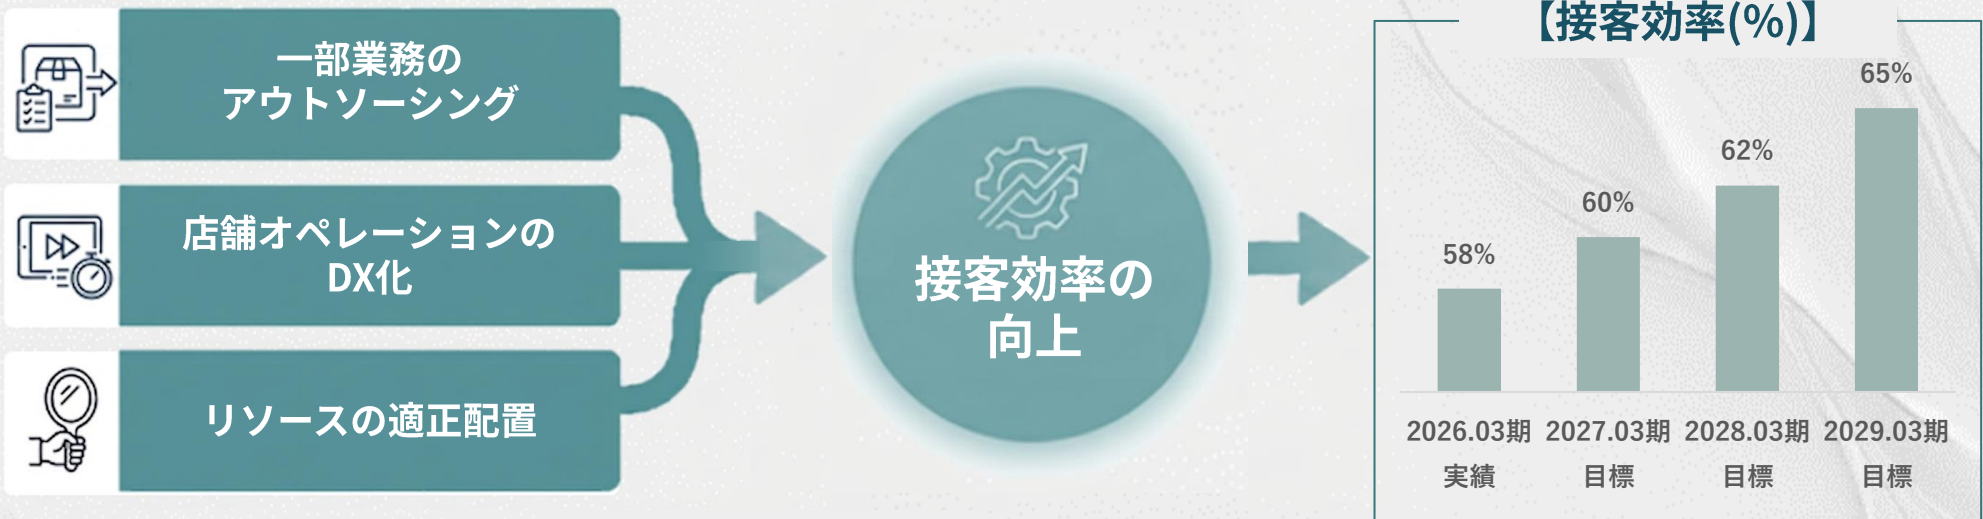 一部業務の
アウトソーシング
店舗オペレーションの
DX化
リソースの適正配置
接客効率の
向上
【接客効率(%)】
58%
60%
62%
65%
2026.03期 2027.03期 2028.03期 2029.03期
実績 目標 目標 目標